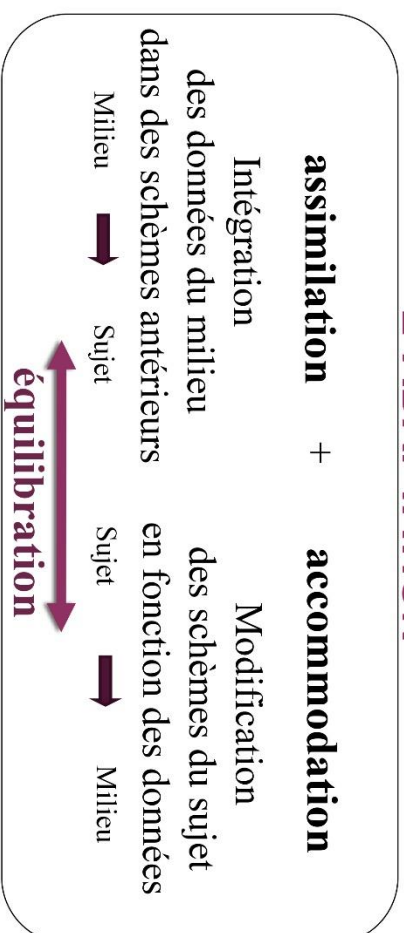 assimilation + accommodation
Intégration
des données du milieu
dans des schèmes antérieurs
Milieu Sujet
Modification
des schèmes du sujet
en fonction des données
Sujet Milieu
équilibration